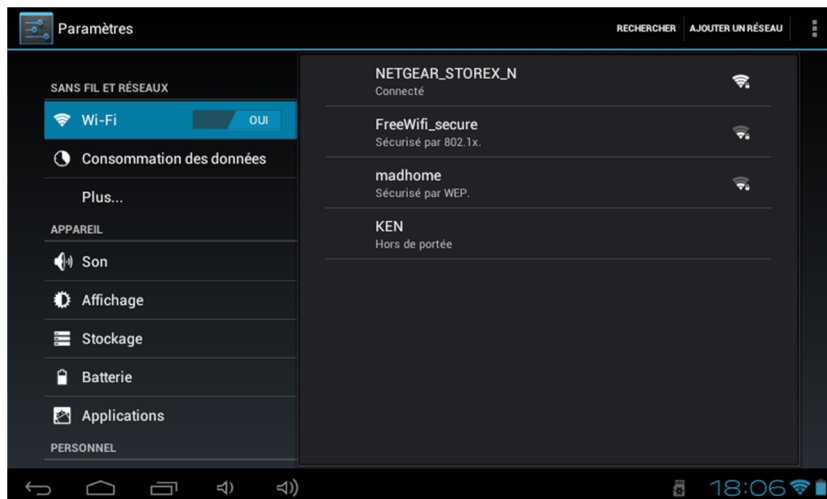 Paramètres
RECHERCHER
AJOUTER UN RÉSEAU
SANS FIL ET RÉSEAUX
Wi-Fi
OUI
Consommation des données
Plus...
APPAREIL
Son
Affichage
Stockage
Batterie
Applications
PERSONNEL
NETGEAR_STOREX_N
Connecté
FreeWifi_secure
Sécurisé par 802.1x.
madhome
Sécurisé par WEP.
KEN
Hors de portée
18:06